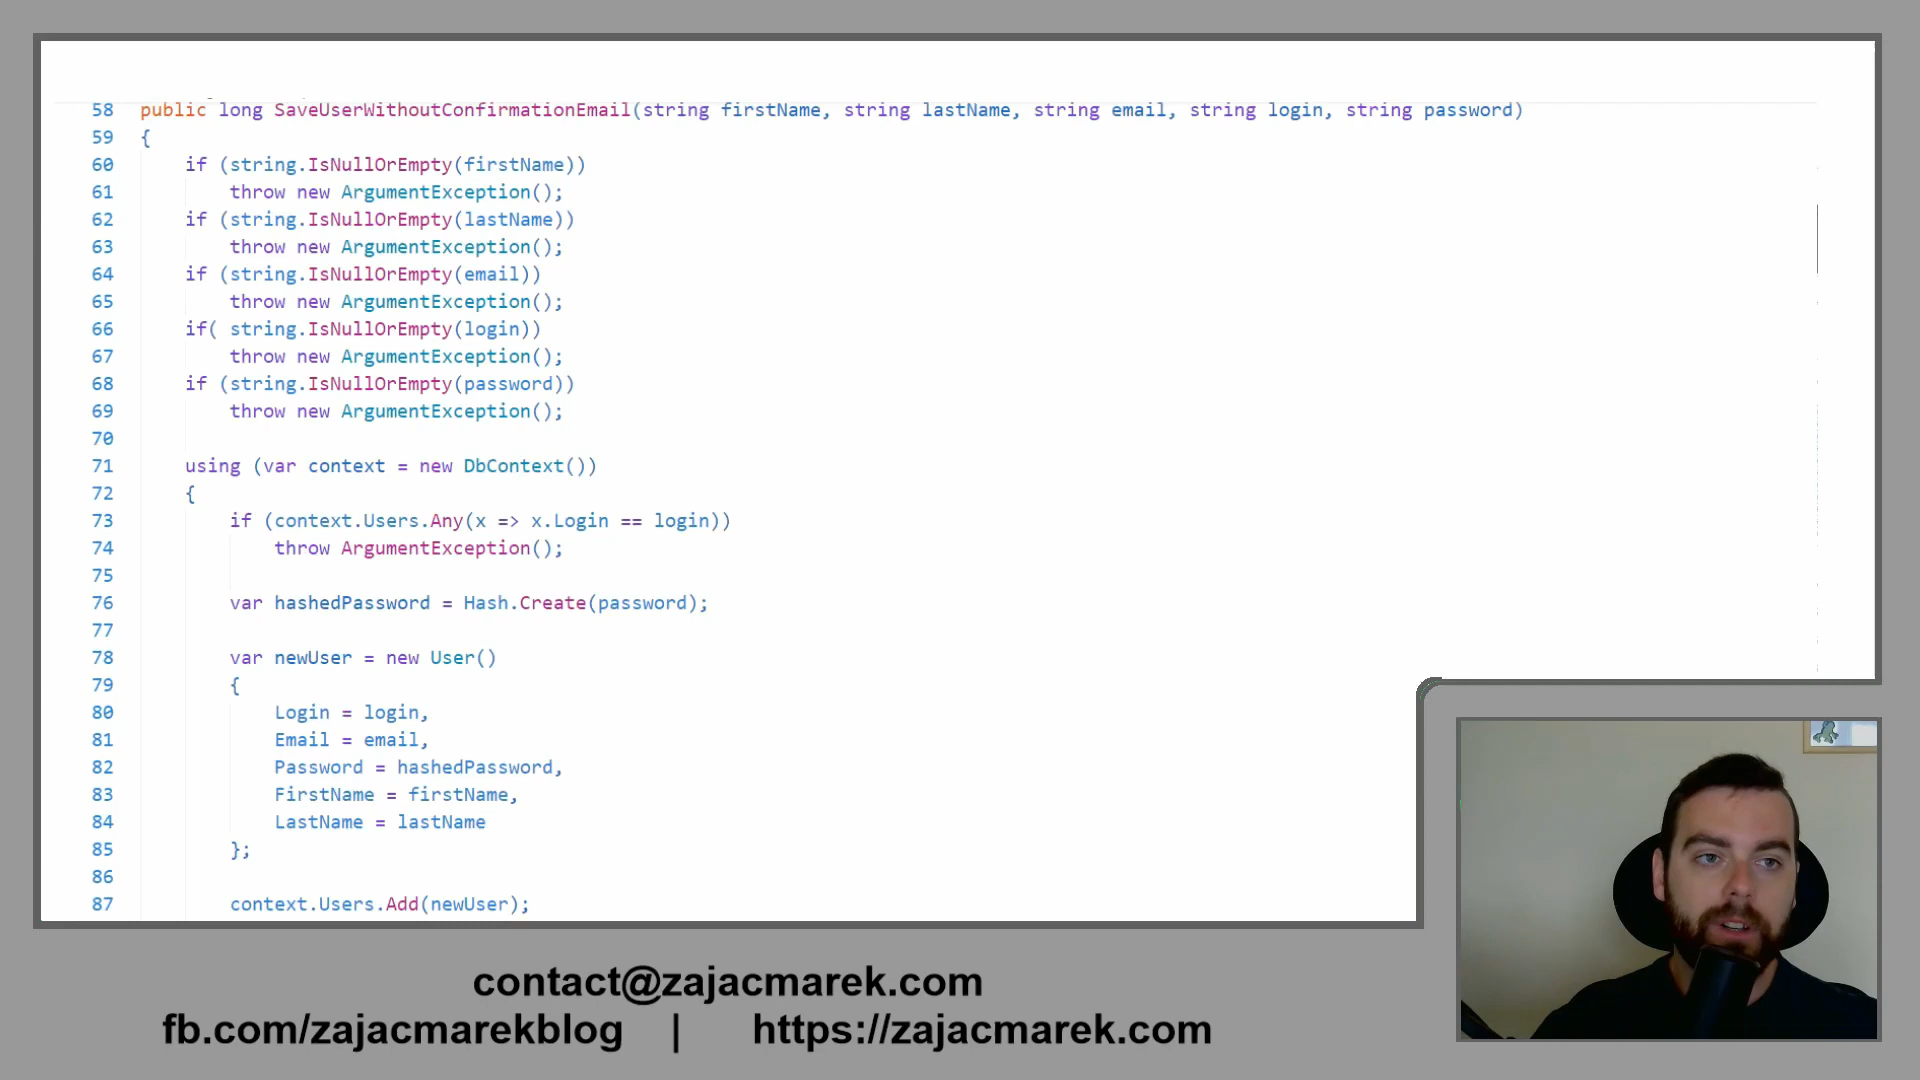 58 public long SaveUserWithoutConfirmationEmail(string firstName, string lastName, string email, string login, string password)
59 {
60 if (string.IsNullOrEmpty(firstName))
61 throw new ArgumentException();
62 if (string.IsNullOrEmpty(lastName))
63 throw new ArgumentException();
64 if (string.IsNullOrEmpty(email))
65 throw new ArgumentException();
66 if( string.IsNullOrEmpty(login))
67 throw new ArgumentException();
68 if (string.IsNullOrEmpty(password))
69 throw new ArgumentException();
70
71 using (var context = new DbContext())
72 {
73 if (context.Users.Any(x => x.Login == login))
74 throw ArgumentException();
75
76 var hashedPassword = Hash.Create(password);
77
78 var newUser = new User()
79 {
80 Login = login,
81 Email = email,
82 Password = hashedPassword,
83 FirstName = firstName,
84 LastName = lastName
85 };
86
87 context.Users.Add(newUser);
contact@zajacmarek.com
fb.com/zajacmarekblog | https://zajacmarek.com